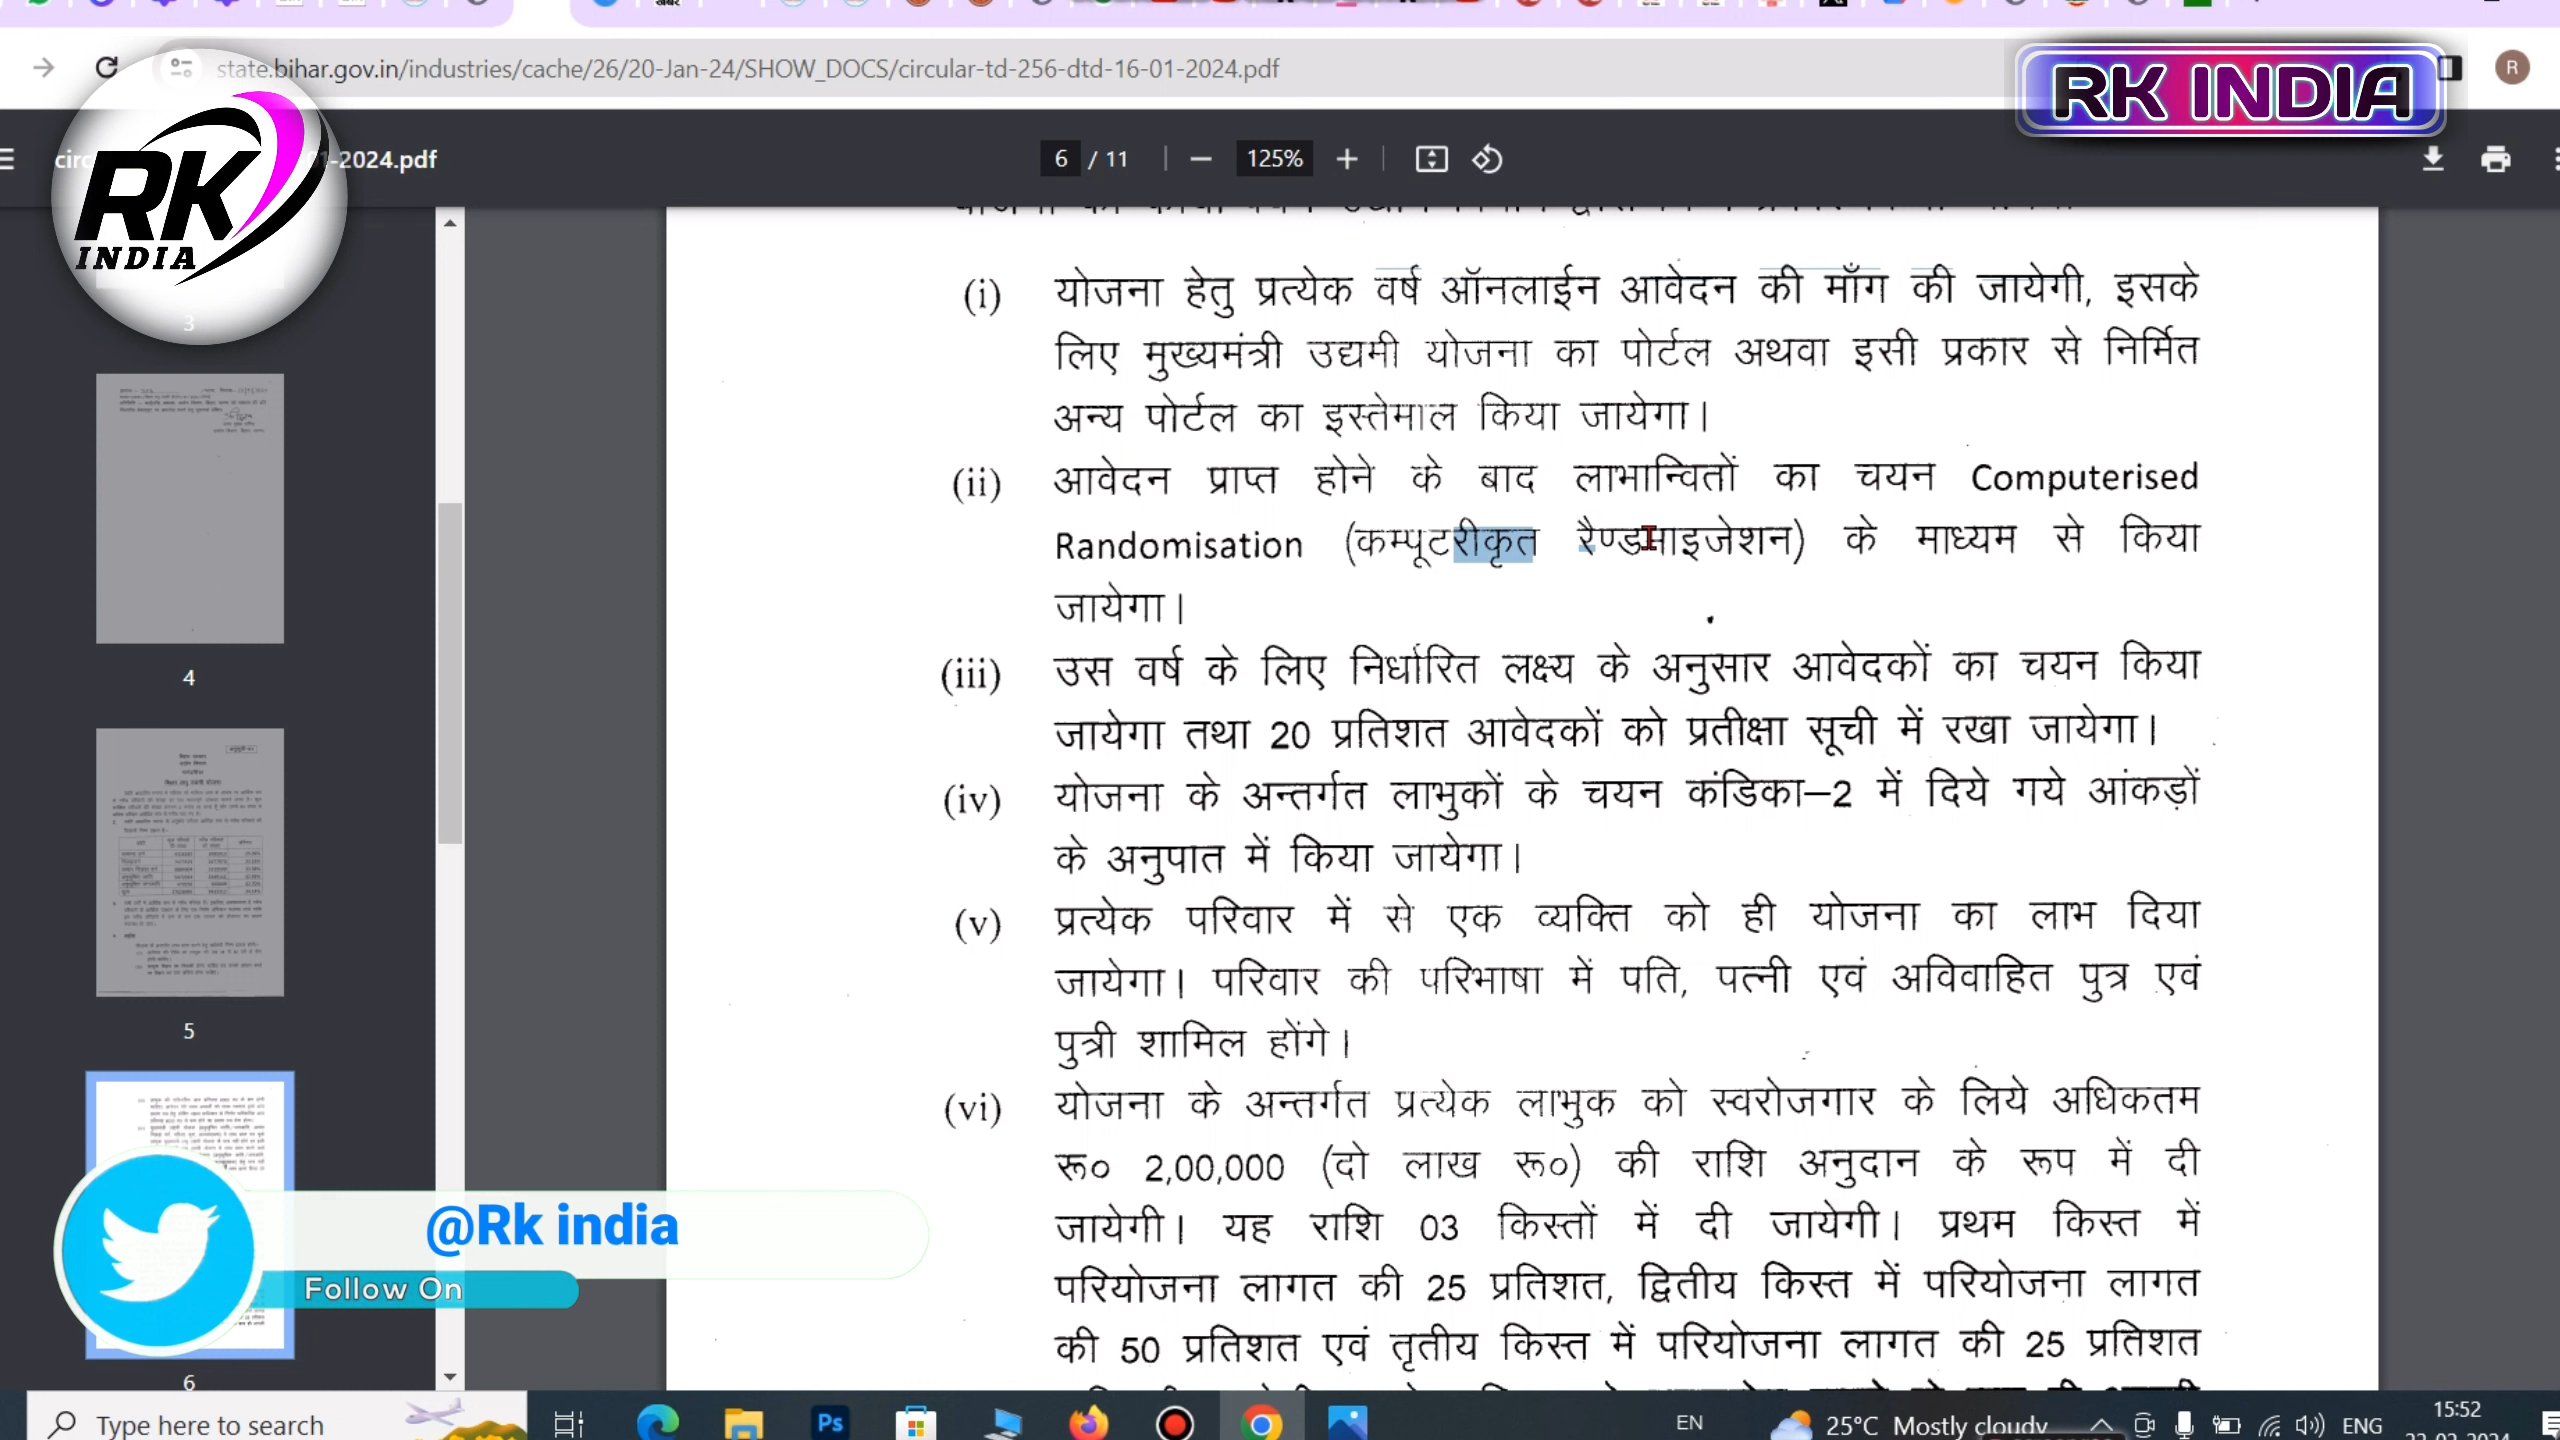 state.bihar.gov.in/industries/cache/26/20-Jan-24/SHOW_DOCS/circular-td-256-dtd-16-01-2024.pdf
RK INDIA
R
RK
INDIA
-2024.pdf
6 / 11
125%
3
4
5
6
(i) योजना हेतु प्रत्येक वर्ष ऑनलाईन आवेदन की माँग की जायेगी, इसके
लिए मुख्यमंत्री उद्यमी योजना का पोर्टल अथवा इसी प्रकार से निर्मित
अन्य पोर्टल का इस्तेमाल किया जायेगा।
(ii) आवेदन प्राप्त होने के बाद लाभान्वितों का चयन Computerised
Randomisation (कम्पूटरीकृत रैण्डमाइजेशन) के माध्यम से किया
जायेगा।
(iii) उस वर्ष के लिए निर्धारित लक्ष्य के अनुसार आवेदकों का चयन किया
जायेगा तथा 20 प्रतिशत आवेदकों को प्रतीक्षा सूची में रखा जायेगा।
(iv) योजना के अन्तर्गत लाभुकों के चयन कंडिका–2 में दिये गये आंकड़ों
के अनुपात में किया जायेगा।
(v) प्रत्येक परिवार में से एक व्यक्ति को ही योजना का लाभ दिया
जायेगा। परिवार की परिभाषा में पति, पत्नी एवं अविवाहित पुत्र एवं
पुत्री शामिल होंगे।
(vi) योजना के अन्तर्गत प्रत्येक लाभुक को स्वरोजगार के लिये अधिकतम
रू० 2,00,000 (दो लाख रू०) की राशि अनुदान के रूप में दी
जायेगी। यह राशि 03 किस्तों में दी जायेगी। प्रथम किस्त में
परियोजना लागत की 25 प्रतिशत, द्वितीय किस्त में परियोजना लागत
की 50 प्रतिशत एवं तृतीय किस्त में परियोजना लागत की 25 प्रतिशत
@Rk india
Follow On
Type here to search
Ps
EN
25°C Mostly cloudy
ENG
15:52